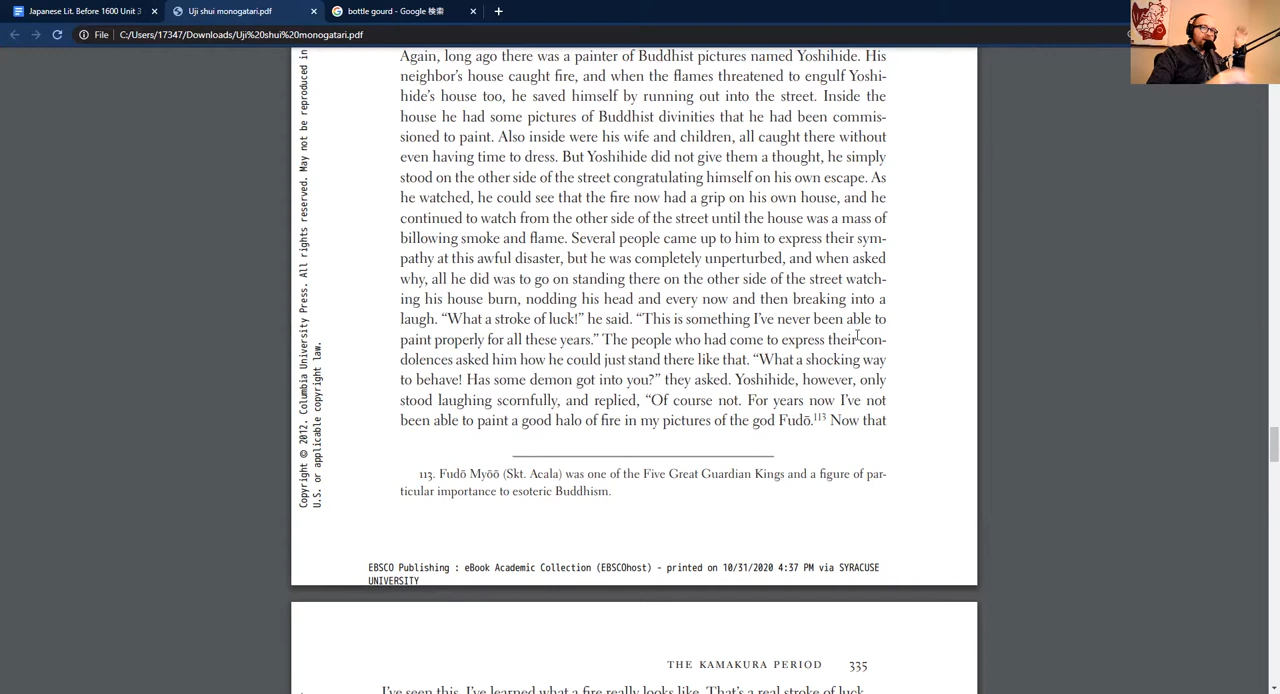 Japanese Lit. Before 1600 Unit 3
Uji shui monogatari.pdf
bottle gourd - Google 検索
File
C:/Users/17347/Downloads/Uji%20shui%20monogatari.pdf
Again, long ago there was a painter of Buddhist pictures named Yoshihide. His
neighbor's house caught fire, and when the flames threatened to engulf Yoshi-
hide's house too, he saved himself by running out into the street. Inside the
house he had some pictures of Buddhist divinities that he had been commis-
sioned to paint. Also inside were his wife and children, all caught there without
even having time to dress. But Yoshihide did not give them a thought, he simply
stood on the other side of the street congratulating himself on his own escape. As
he watched, he could see that the fire now had a grip on his own house, and he
continued to watch from the other side of the street until the house was a mass of
billowing smoke and flame. Several people came up to him to express their sym-
pathy at this awful disaster, but he was completely unperturbed, and when asked
why, all he did was to go on standing there on the other side of the street watch-
ing his house burn, nodding his head and every now and then breaking into a
laugh. “What a stroke of luck!” he said. “This is something I've never been able to
paint properly for all these years.” The people who had come to express their con-
dolences asked him how he could just stand there like that. “What a shocking way
to behave! Has some demon got into you?” they asked. Yoshihide, however, only
stood laughing scornfully, and replied, “Of course not. For years now I've not
been able to paint a good halo of fire in my pictures of the god Fudō.113 Now that
113. Fudō Myōō (Skt. Acala) was one of the Five Great Guardian Kings and a figure of par-
ticular importance to esoteric Buddhism.
Copyright © 2012. Columbia University Press. All rights reserved. May not be reproduced in
U.S. or applicable copyright law.
EBSCO Publishing : eBook Academic Collection (EBSCOhost) - printed on 10/31/2020 4:37 PM via SYRACUSE
UNIVERSITY
THE KAMAKURA PERIOD 335
I've seen this, I've learned what a fire really looks like. That's a real stroke of luck.